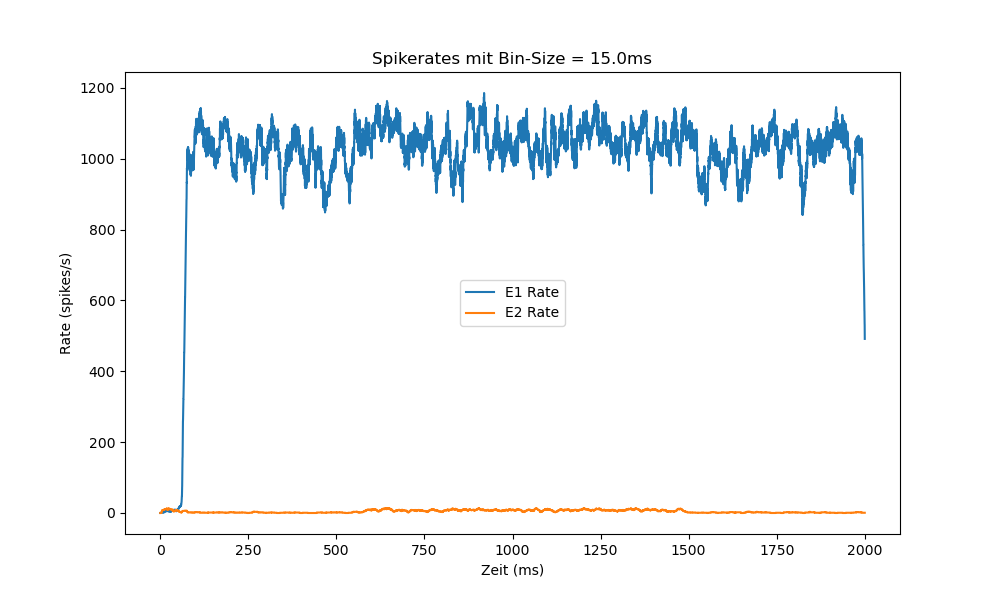 Spikerates mit Bin-Size = 15.0ms
1200
1000
800
600
400
200
0
Rate (spikes/s)
E1 Rate
E2 Rate
0 250 500 750 1000 1250 1500 1750 2000
Zeit (ms)